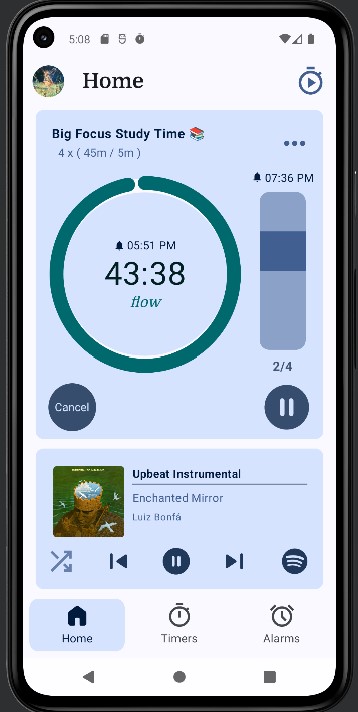 5:08
Home
Big Focus Study Time 📚
4 x ( 45m / 5m )
07:36 PM
05:51 PM
43:38
flow
2/4
Cancel
Upbeat Instrumental
Enchanted Mirror
Luiz Bonfá
Home
Timers
Alarms